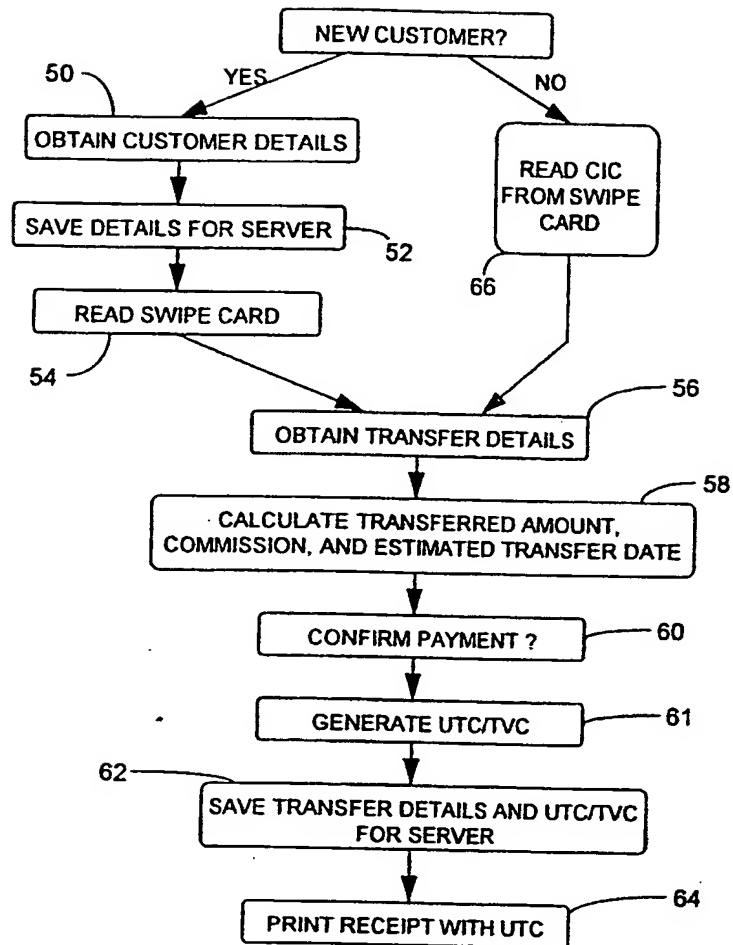 NEW CUSTOMER?
50
YES
NO
OBTAIN CUSTOMER DETAILS
READ CIC
FROM SWIPE
CARD
SAVE DETAILS FOR SERVER
52
66
READ SWIPE CARD
54
56
OBTAIN TRANSFER DETAILS
58
CALCULATE TRANSFERRED AMOUNT,
COMMISSION, AND ESTIMATED TRANSFER DATE
CONFIRM PAYMENT ?
60
GENERATE UTC/TVC
61
62
SAVE TRANSFER DETAILS AND UTC/TVC
FOR SERVER
64
PRINT RECEIPT WITH UTC